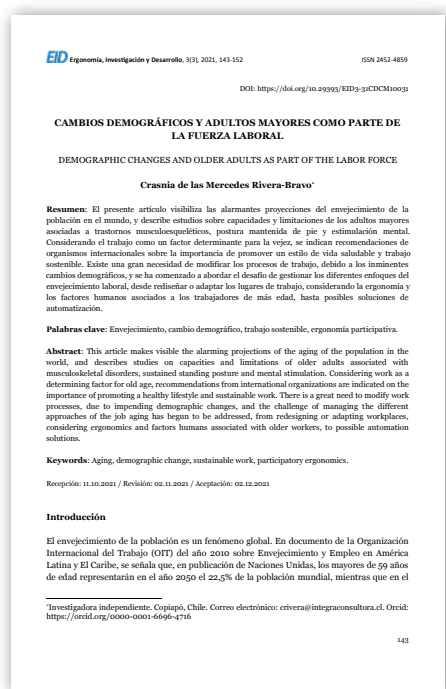 EID Ergonomía, Investigación y Desarrollo, 3(3), 2021, 143-152 ISSN 2452-4859
DOI: https://doi.org/10.29393/EID3-31CDCM10031
CAMBIOS DEMOGRÁFICOS Y ADULTOS MAYORES COMO PARTE DE
LA FUERZA LABORAL
DEMOGRAPHIC CHANGES AND OLDER ADULTS AS PART OF THE LABOR FORCE
Crasnia de las Mercedes Rivera-Bravo*
Resumen: El presente artículo visibiliza las alarmantes proyecciones del envejecimiento de la
población en el mundo, y describe estudios sobre capacidades y limitaciones de los adultos mayores
asociadas a trastornos musculoesqueléticos, postura mantenida de pie y estimulación mental.
Considerando el trabajo como un factor determinante para la vejez, se indican recomendaciones de
organismos internacionales sobre la importancia de promover un estilo de vida saludable y trabajo
sostenible. Existe una gran necesidad de modificar los procesos de trabajo, debido a los inminentes
cambios demográficos, y se ha comenzado a abordar el desafío de gestionar los diferentes enfoques del
envejecimiento laboral, desde rediseñar o adaptar los lugares de trabajo, considerando la ergonomía y
los factores humanos asociados a los trabajadores de más edad, hasta posibles soluciones de
automatización.
Palabras clave: Envejecimiento, cambio demográfico, trabajo sostenible, ergonomía participativa.
Abstract: This article makes visible the alarming projections of the aging of the population in the
world, and describes studies on capacities and limitations of older adults associated with
musculoskeletal disorders, sustained standing posture and mental stimulation. Considering work as a
determining factor for old age, recommendations from international organizations are indicated on the
importance of promoting a healthy lifestyle and sustainable work. There is a great need to modify work
processes, due to impending demographic changes, and the challenge of managing the different
approaches of the job aging has begun to be addressed, from redesigning or adapting workplaces,
considering ergonomics and factors humans associated with older workers, to possible automation
solutions.
Keywords: Aging, demographic change, sustainable work, participatory ergonomics.
Recepción: 11.10.2021 / Revisión: 02.11.2021 / Aceptación: 02.12.2021
Introducción
El envejecimiento de la población es un fenómeno global. En documento de la Organización
Internacional del Trabajo (OIT) del año 2010 sobre Envejecimiento y Empleo en América
Latina y El Caribe, se señala que, en publicación de Naciones Unidas, los mayores de 59 años
de edad representarán en el año 2050 el 22,5% de la población mundial, mientras que en el
*Investigadora independiente. Copiapó, Chile. Correo electrónico: crivera@integraconsultora.cl. Orcid:
https://orcid.org/0000-0001-6696-4716
143